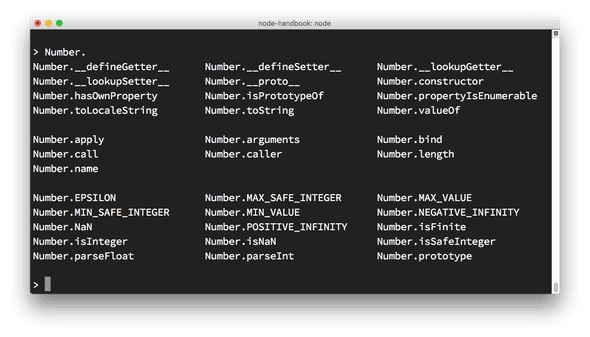 node-handbook: node
> Number.
Number.__defineGetter__ Number.__defineSetter__ Number.__lookupGetter__
Number.__lookupSetter__ Number.__proto__ Number.constructor
Number.hasOwnProperty Number.isPrototypeOf Number.propertyIsEnumerable
Number.toLocaleString Number.toString Number.valueOf
Number.apply Number.arguments Number.bind
Number.call Number.caller Number.length
Number.name
Number.EPSILON Number.MAX_SAFE_INTEGER Number.MAX_VALUE
Number.MIN_SAFE_INTEGER Number.MIN_VALUE Number.NEGATIVE_INFINITY
Number.NaN Number.POSITIVE_INFINITY Number.isFinite
Number.isInteger Number.isNaN Number.isSafeInteger
Number.parseFloat Number.parseInt Number.prototype
>